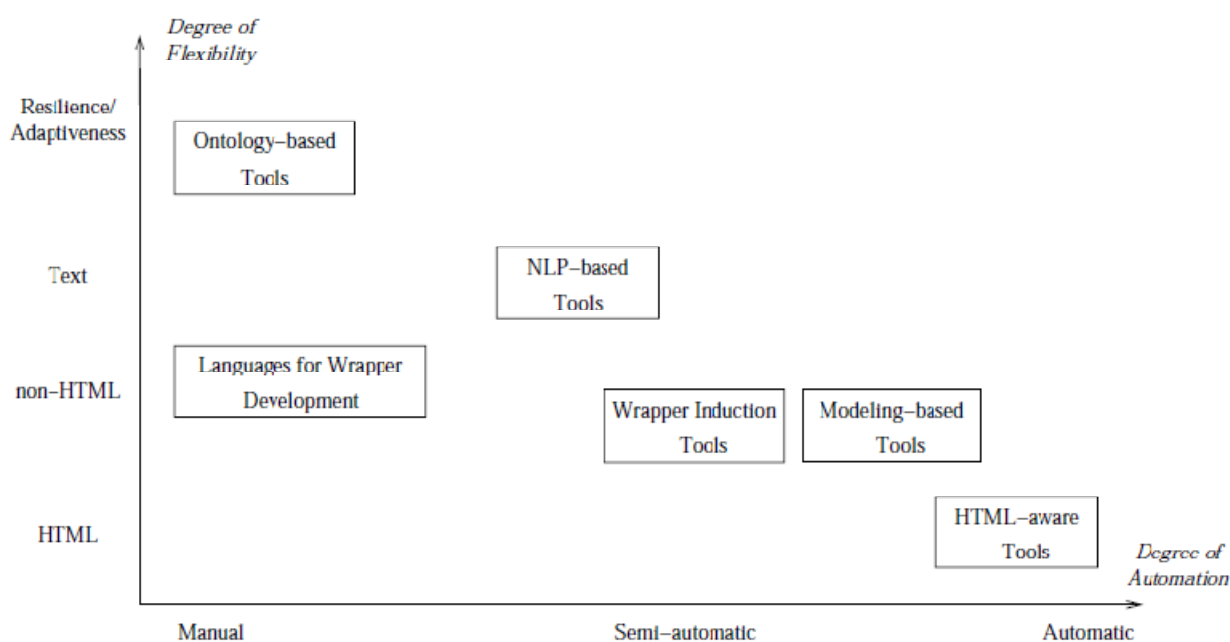 Degree of
Flexibility
Resilience/
Adaptiveness
Ontology–based
Tools
Text
NLP–based
Tools
non–HTML
Languages for Wrapper
Development
Wrapper Induction
Tools
Modeling–based
Tools
HTML
HTML–aware
Tools
Degree of
Automation
Manual
Semi–automatic
Automatic